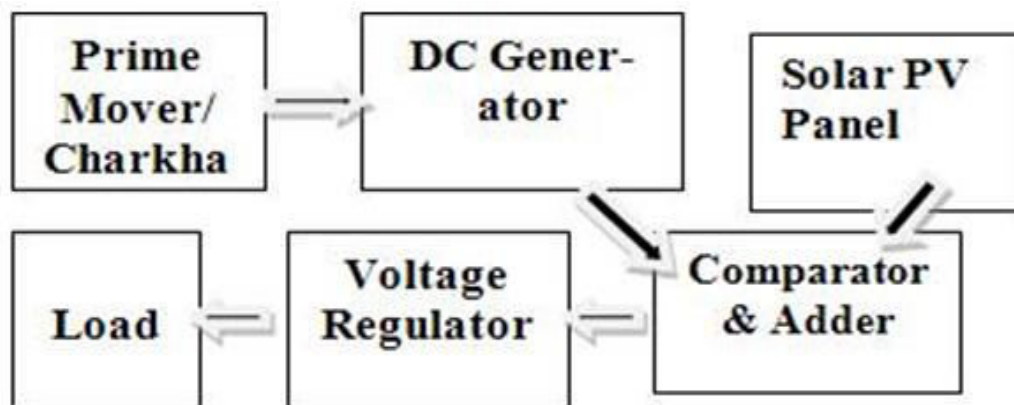 Prime
Mover/
Charkha
DC Gener-
ator
Solar PV
Panel
Load
Voltage
Regulator
Comparator
& Adder